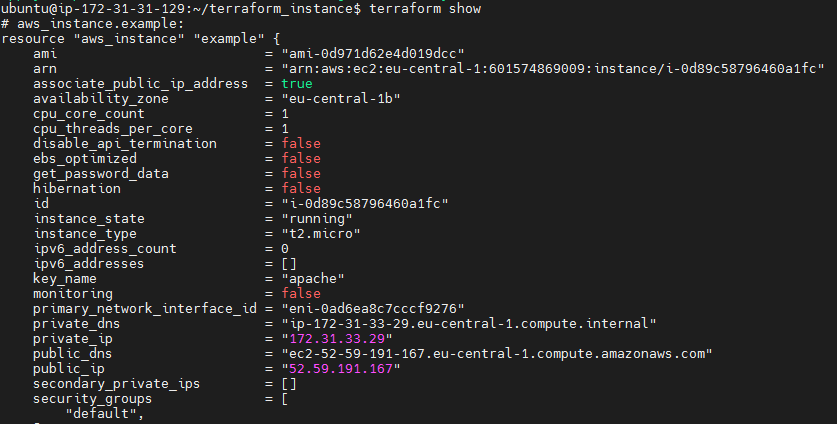 ubuntu@ip-172-31-31-129:~/terraform_instance$ terraform show
# aws_instance.example:
resource "aws_instance" "example" {
    ami                          = "ami-0d971d62e4d019dcc"
    arn                          = "arn:aws:ec2:eu-central-1:601574869009:instance/i-0d89c58796460a1fc"
    associate_public_ip_address  = true
    availability_zone            = "eu-central-1b"
    cpu_core_count               = 1
    cpu_threads_per_core         = 1
    disable_api_termination      = false
    ebs_optimized                = false
    get_password_data            = false
    hibernation                  = false
    id                           = "i-0d89c58796460a1fc"
    instance_state               = "running"
    instance_type                = "t2.micro"
    ipv6_address_count           = 0
    ipv6_addresses               = []
    key_name                     = "apache"
    monitoring                   = false
    primary_network_interface_id = "eni-0ad6ea8c7cccf9276"
    private_dns                  = "ip-172-31-33-29.eu-central-1.compute.internal"
    private_ip                   = "172.31.33.29"
    public_dns                   = "ec2-52-59-191-167.eu-central-1.compute.amazonaws.com"
    public_ip                    = "52.59.191.167"
    secondary_private_ips        = []
    security_groups              = [
        "default",